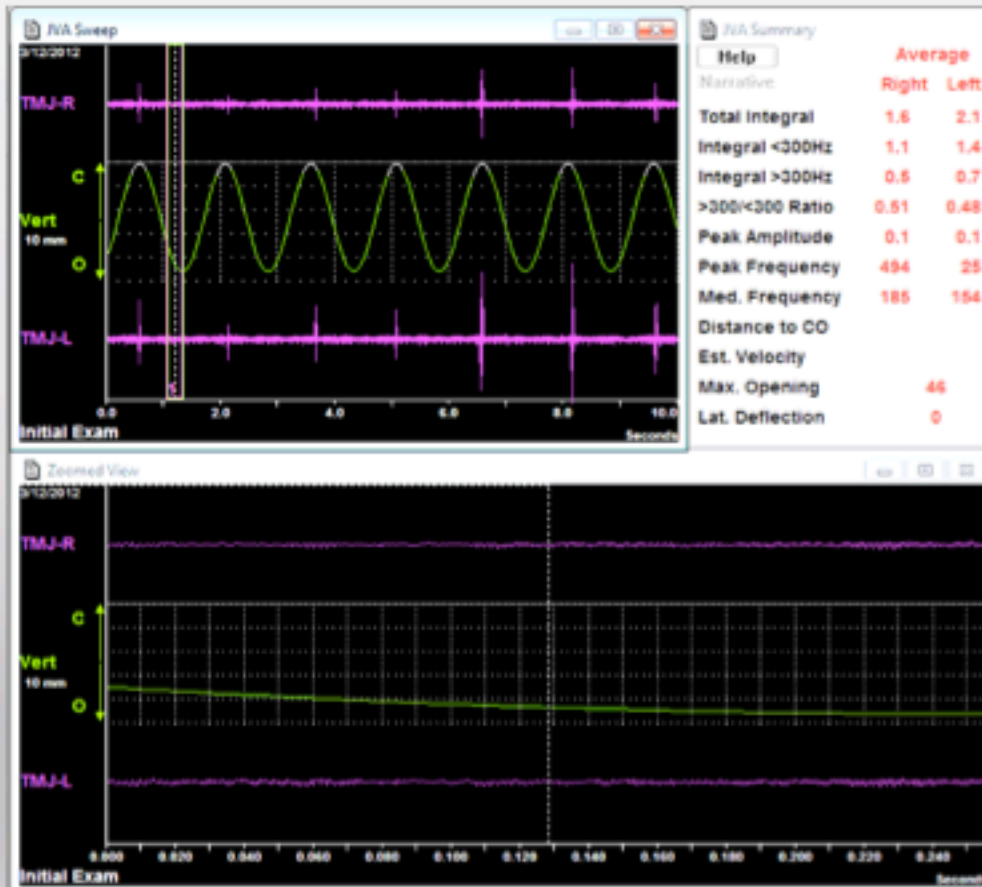 JVA Sweep
3/12/2012
TMJ-R
C
Vert
10 mm
O
TMJ-L
1
0.0 2.0 4.0 6.0 8.0 10.0
Initial Exam
Seconds
JVA Summary
Help
Average
Narrative Right Left
Total Integral 1.6 2.1
Integral <300Hz 1.1 1.4
Integral >300Hz 0.5 0.7
>300/<300 Ratio 0.51 0.48
Peak Amplitude 0.1 0.1
Peak Frequency 494 25
Med. Frequency 185 154
Distance to CO
Est. Velocity
Max. Opening 46
Lat. Deflection 0
Zoomed View
3/12/2012
TMJ-R
C
Vert
10 mm
O
TMJ-L
0.000 0.020 0.040 0.060 0.080 0.100 0.120 0.140 0.160 0.180 0.200 0.220 0.240
Initial Exam
Seconds